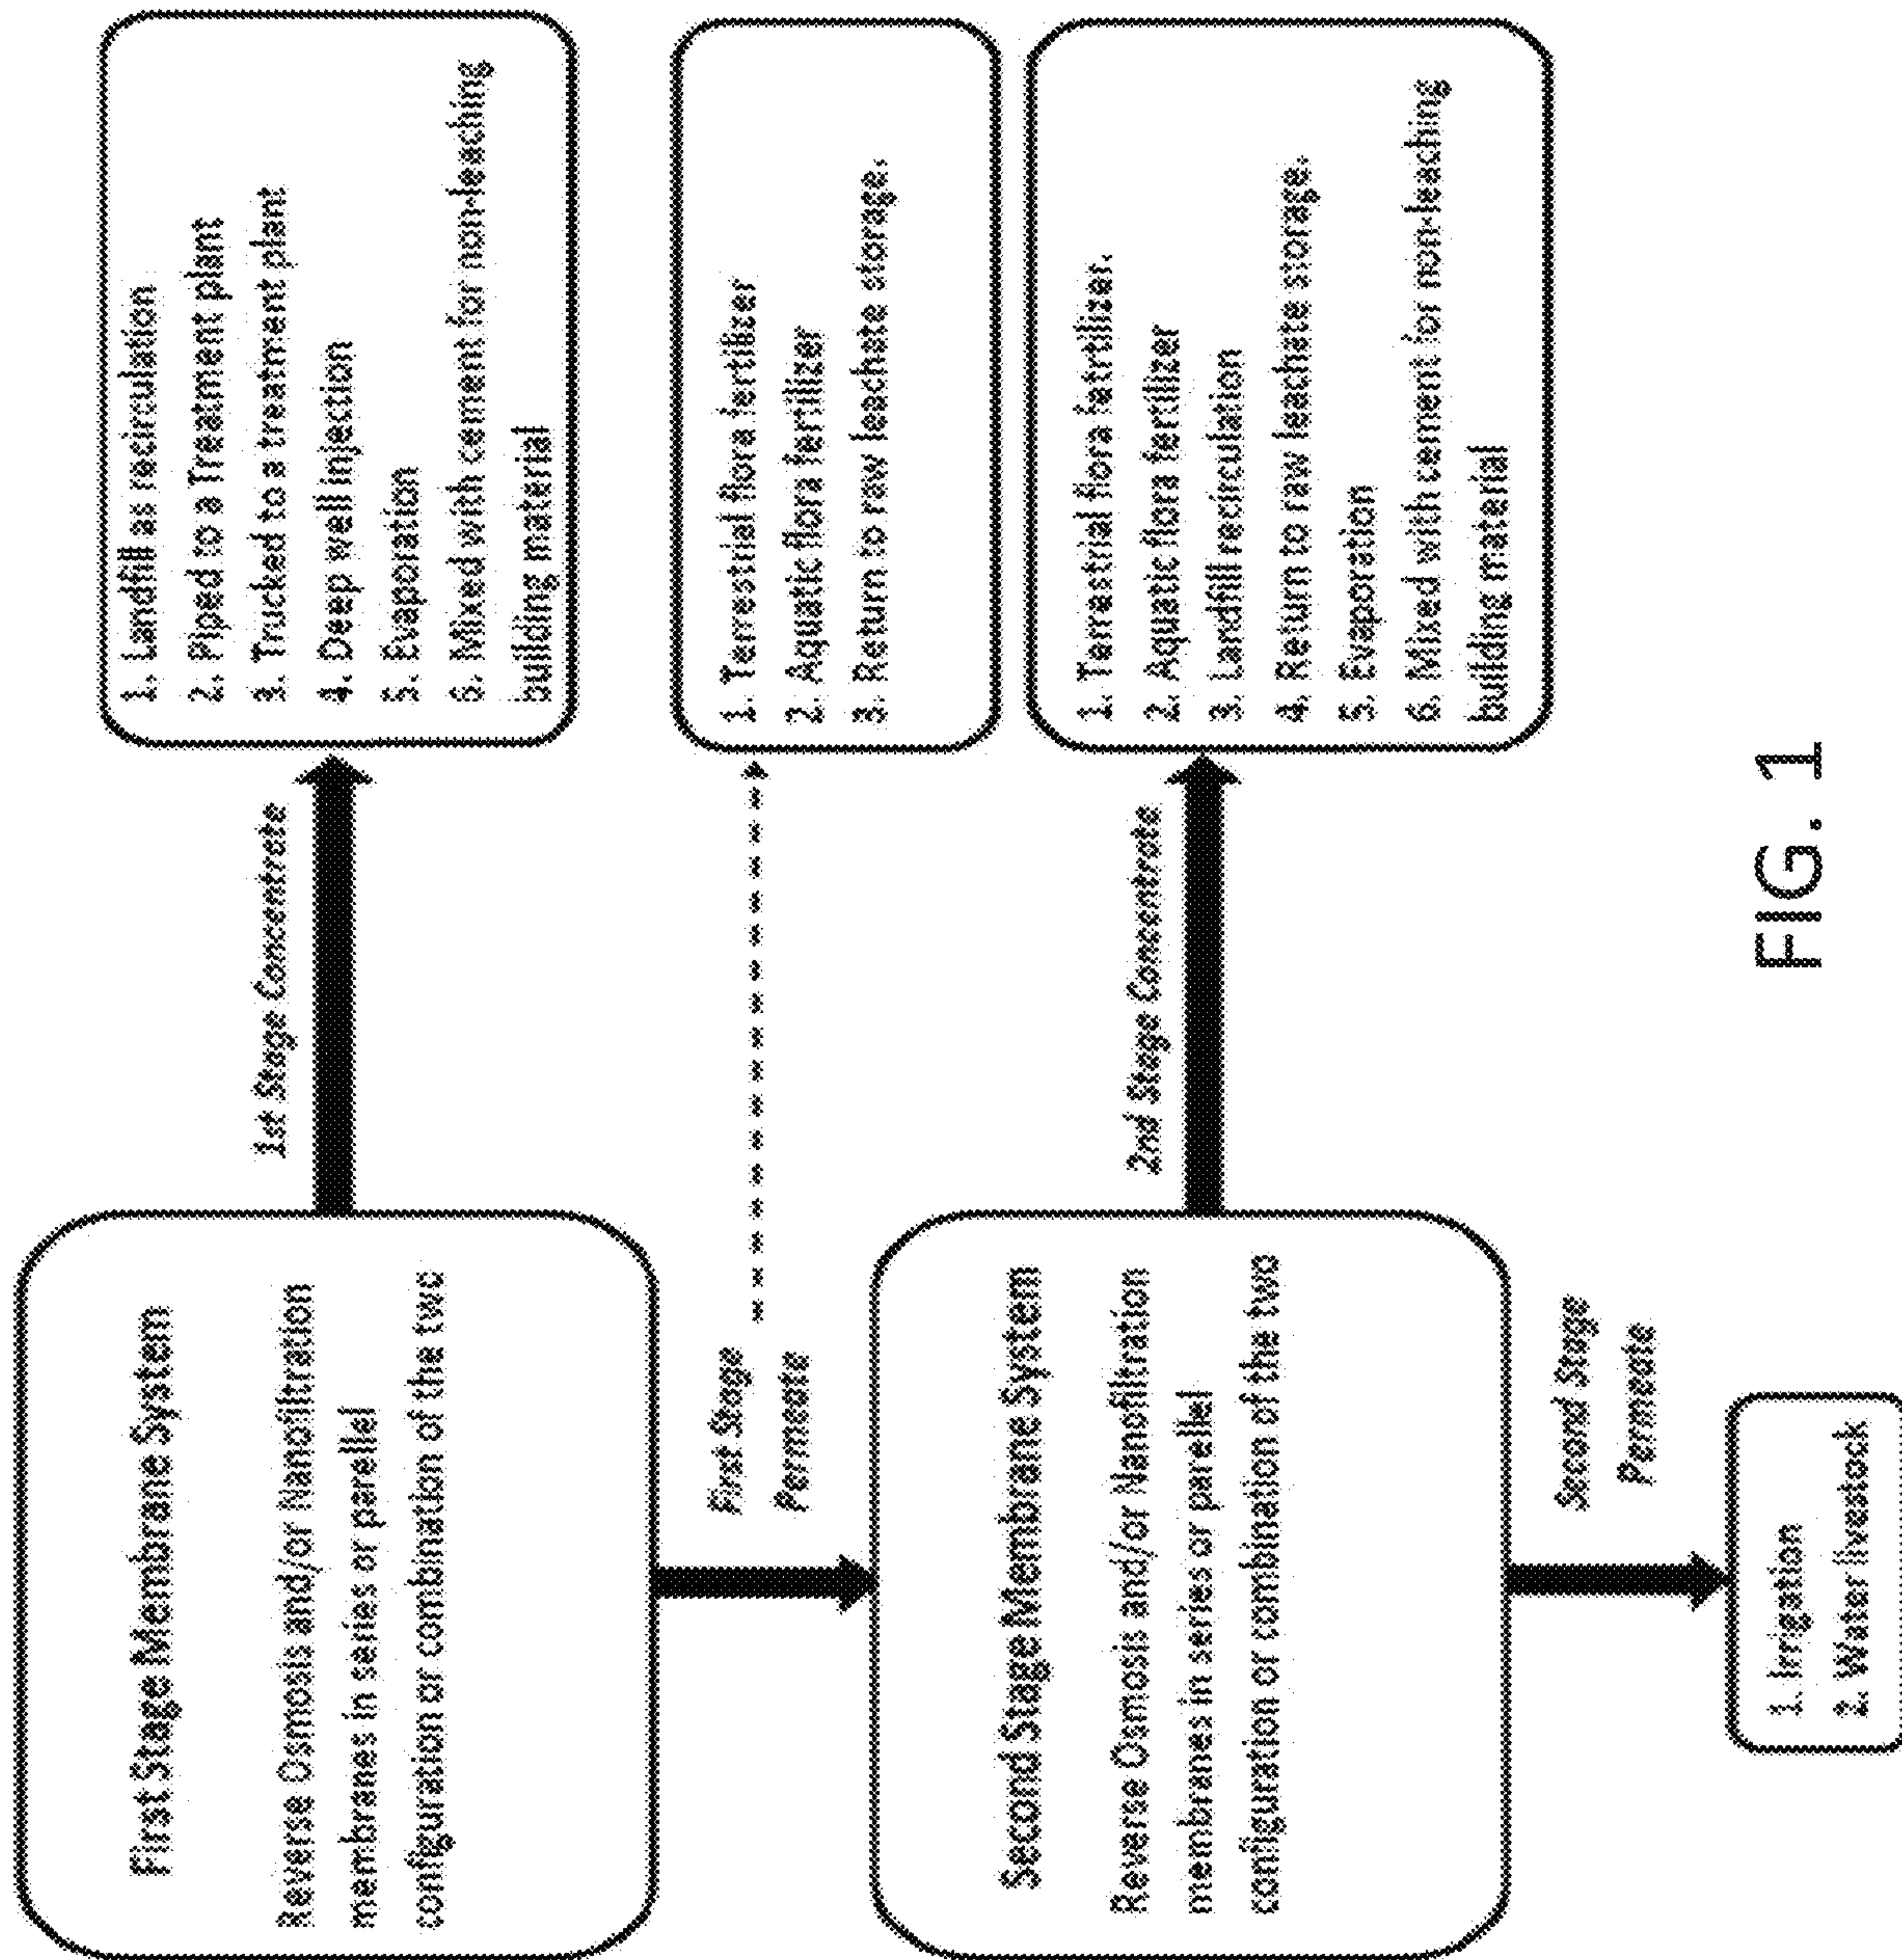 First Stage Membrane System
Reverse Osmosis and/or Nanofiltration
membranes in series or parellel
configuration or combination of the two
1st Stage Concentrate
1. Landfill as recirculation
2. Piped to a Treatment plant
3. Trucked to a treatment plant
4. Deep well injection
5. Evaporation
6. Mixed with cement for non-leaching
building material
First Stage
Permeate
1. Terrestrial flora fertilizer
2. Aquatic flora fertilizer
3. Return to raw leachate storage.
Second Stage Membrane System
Reverse Osmosis and/or Nanofiltration
membranes in series or parellel
configuration or combination of the two
2nd Stage Concentrate
1. Terrastrial flora fatrtilizer.
2. Aquatic flora fertilizer
3. Landfill recirculation
4. Return to raw leachate storage.
5. Evaporation
6. Mixed with cement for non-leaching
building material
Second Stage
Permeate
1. Irrigation
2. Water livestock
FIG. 1